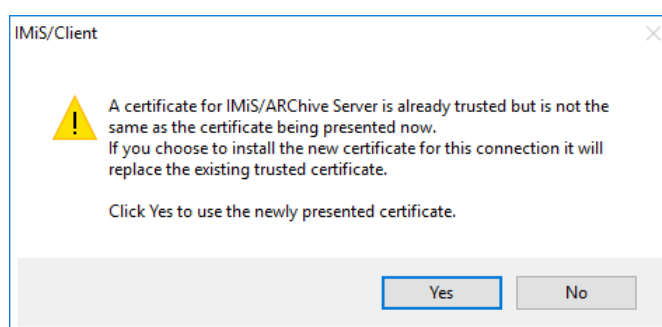 IMiS/Client
A certificate for IMiS/ARChive Server is already trusted but is not the
same as the certificate being presented now.
If you choose to install the new certificate for this connection it will
replace the existing trusted certificate.
Click Yes to use the newly presented certificate.
Yes
No